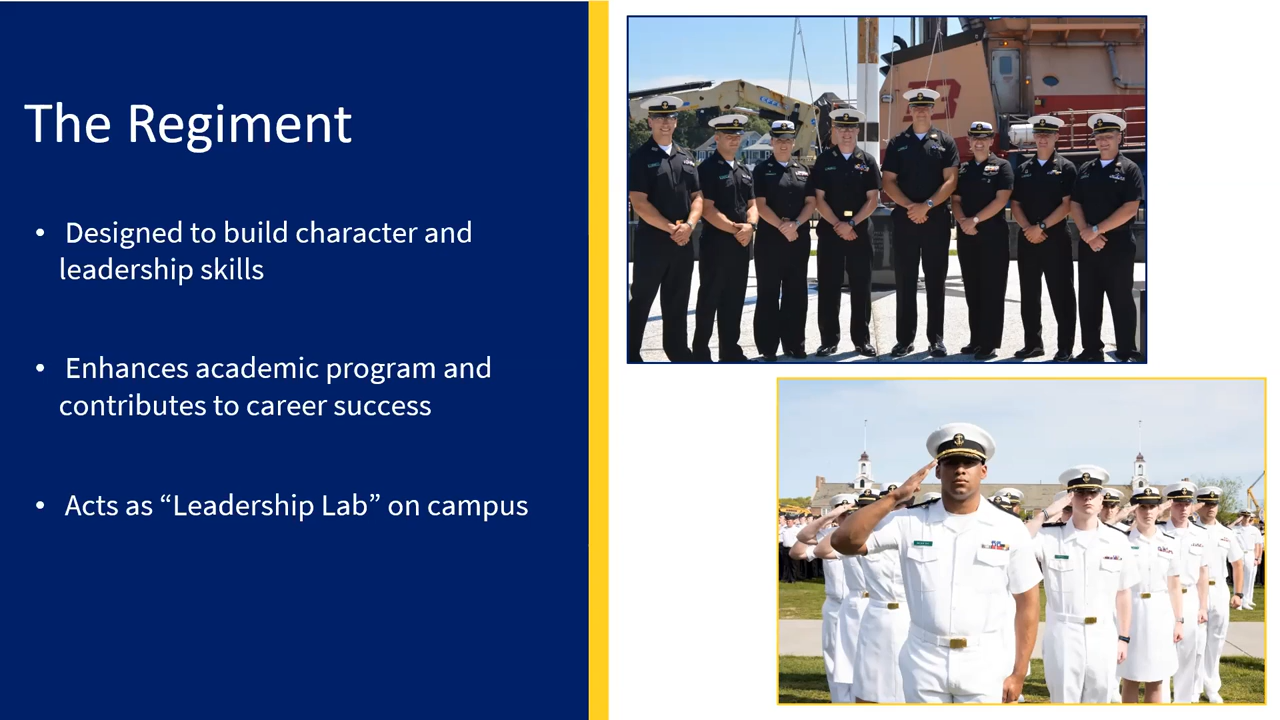 The Regiment
• Designed to build character and
leadership skills
• Enhances academic program and
contributes to career success
• Acts as “Leadership Lab” on campus